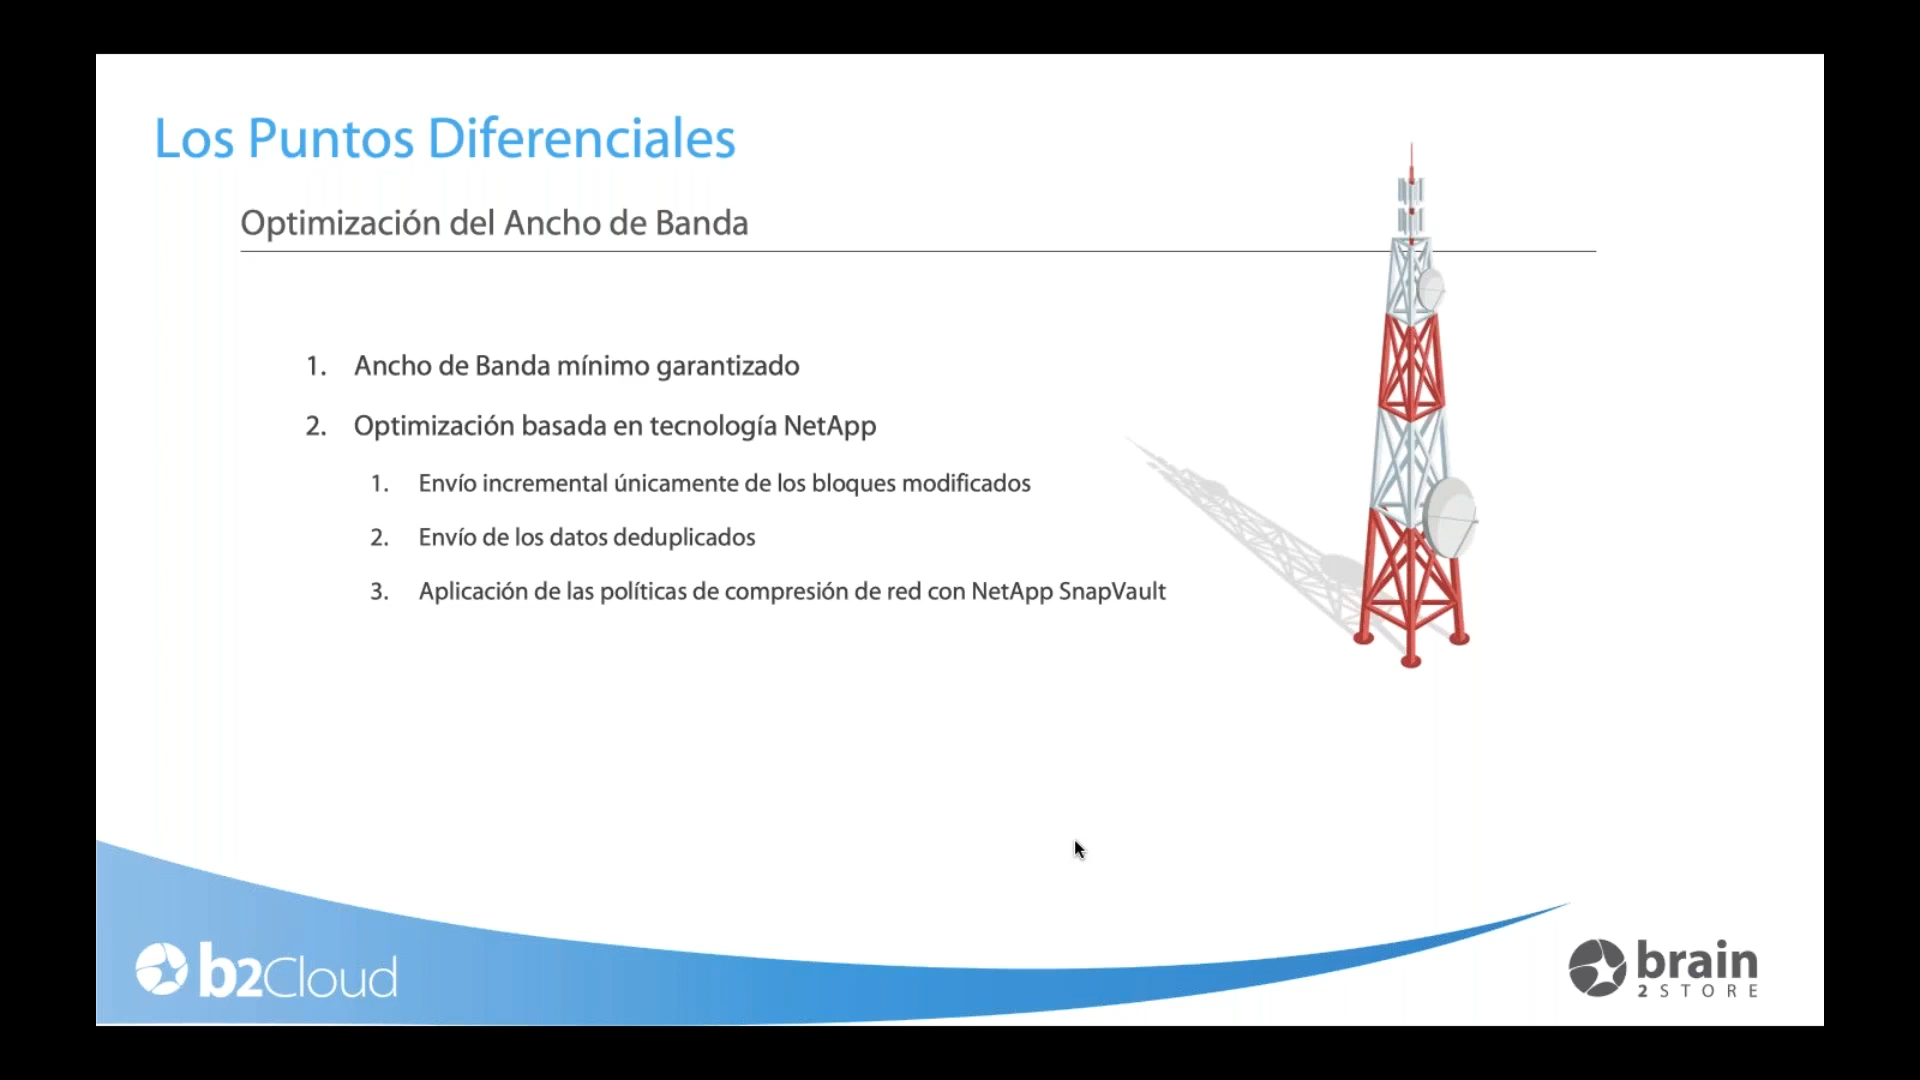 Los Puntos Diferenciales
Optimización del Ancho de Banda
1. Ancho de Banda mínimo garantizado
2. Optimización basada en tecnología NetApp
1. Envío incremental únicamente de los bloques modificados
2. Envío de los datos deduplicados
3. Aplicación de las políticas de compresión de red con NetApp SnapVault
b2Cloud
brain
2 STORE